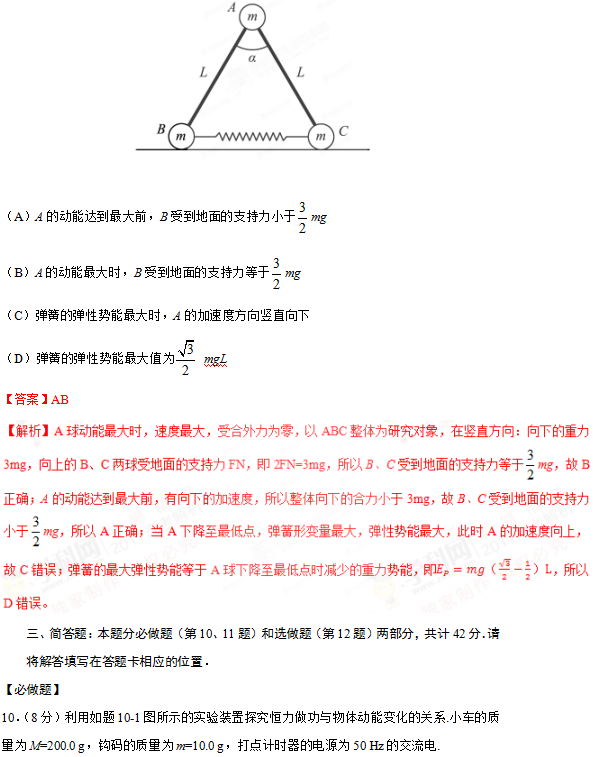 A
m
α
L L
B m m C
（A）A 的动能达到最大前，B 受到地面的支持力小于 3/2 mg
（B）A 的动能最大时，B 受到地面的支持力等于 3/2 mg
（C）弹簧的弹性势能最大时，A 的加速度方向竖直向下
（D）弹簧的弹性势能最大值为 √3/2 mgL
【答案】AB
【解析】A 球动能最大时，速度最大，受合外力为零，以 ABC 整体为研究对象，在竖直方向：向下的重力
3mg，向上的 B、C 两球受地面的支持力 FN，即 2FN=3mg，所以 B、C 受到地面的支持力等于 3/2 mg，故 B
正确；A 的动能达到最大前，有向下的加速度，所以整体向下的合力小于 3mg，故 B、C 受到地面的支持力
小于 3/2 mg，所以 A 正确；当 A 下降至最低点，弹簧形变量最大，弹性势能最大，此时 A 的加速度向上，
故 C 错误；弹簧的最大弹性势能等于 A 球下降至最低点时减少的重力势能，即 E_P = mg（√3/2 − 1/2）L，所以
D 错误。
三、简答题：本题分必做题（第 10、11 题）和选做题（第 12 题）两部分，共计 42 分.请
将解答填写在答题卡相应的位置．
【必做题】
10.（8 分）利用如题 10-1 图所示的实验装置探究恒力做功与物体动能变化的关系.小车的质
量为 M=200.0 g，钩码的质量为 m=10.0 g，打点计时器的电源为 50 Hz 的交流电.